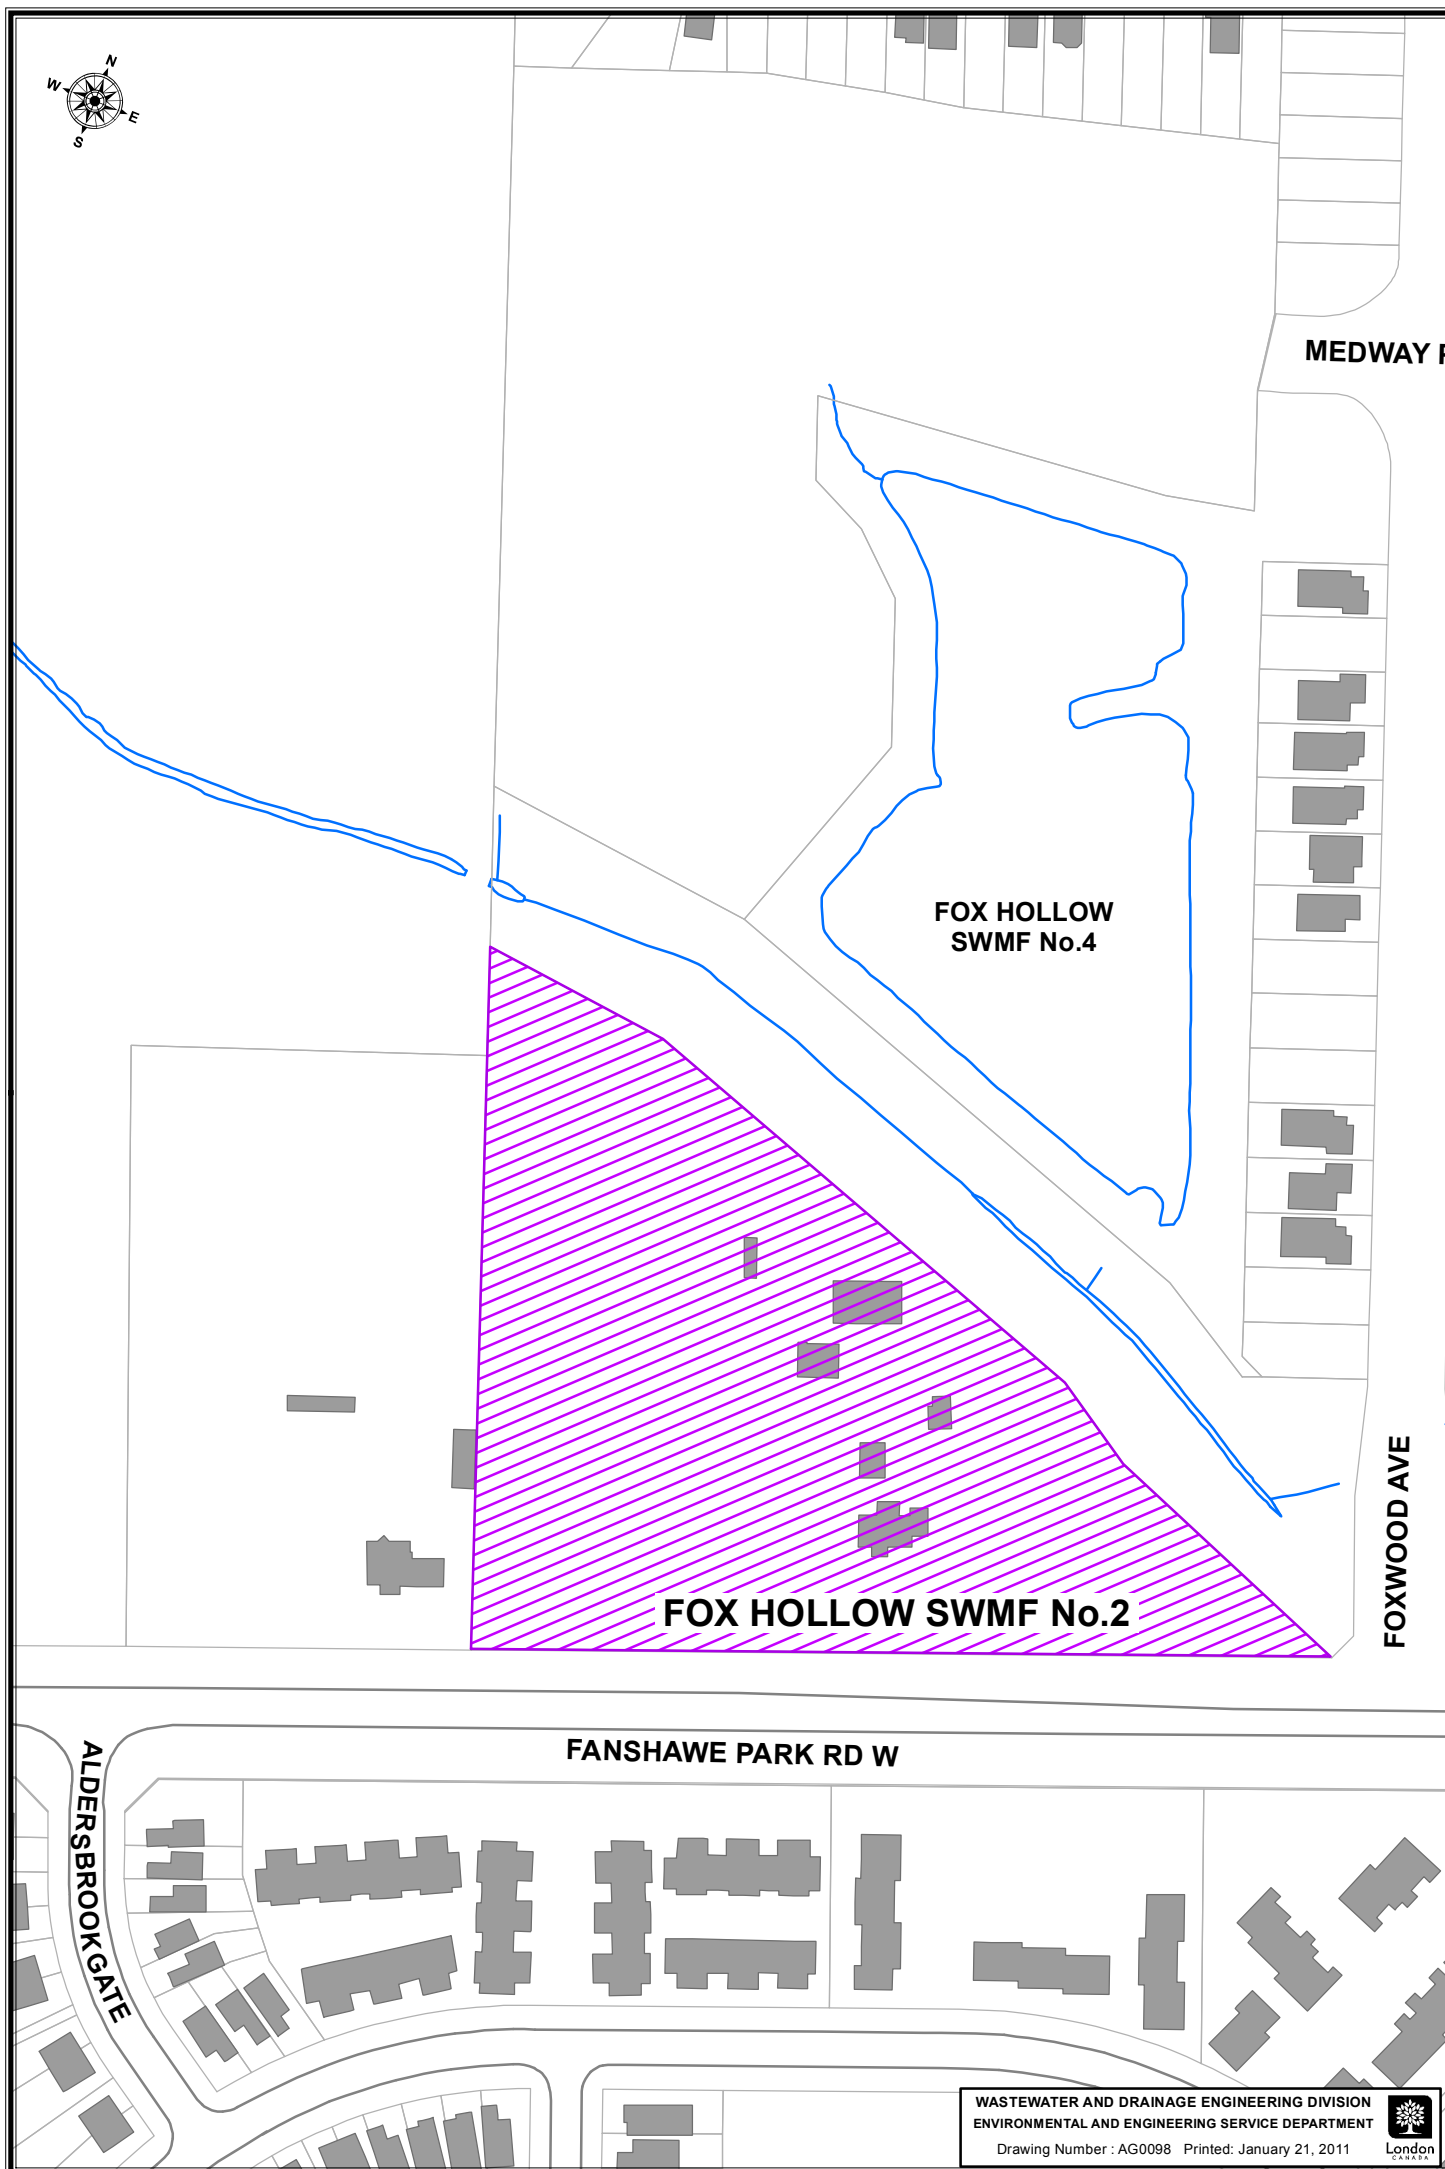 N
W
E
S
MEDWAY
FOX HOLLOW
SWMF No.4
FOX HOLLOW SWMF No.2
FOXWOOD AVE
FANSHAWE PARK RD W
ALDERSBROOKGATE
WASTEWATER AND DRAINAGE ENGINEERING DIVISION
ENVIRONMENTAL AND ENGINEERING SERVICE DEPARTMENT
Drawing Number : AG0098 Printed: January 21, 2011
London
CANADA